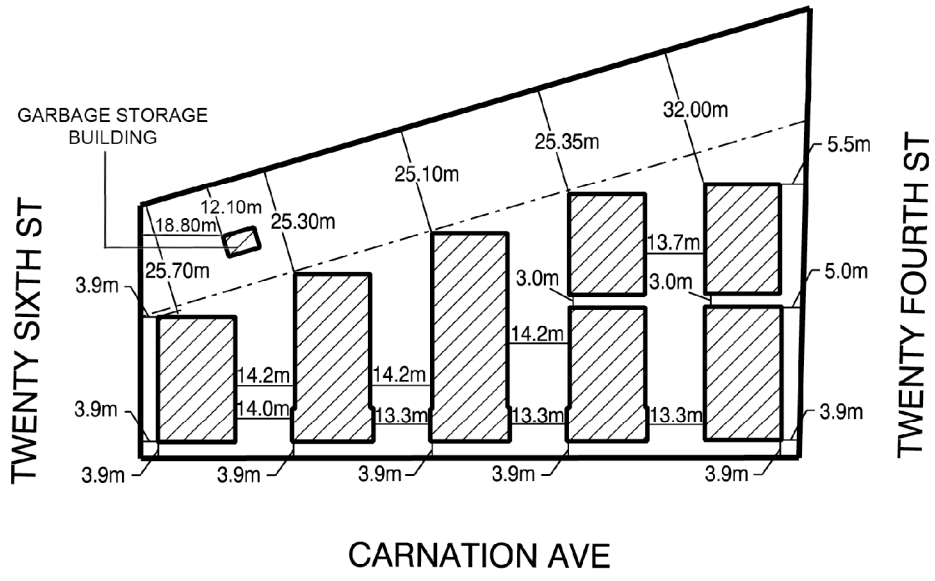 GARBAGE STORAGE
BUILDING
32.00m
25.35m
25.10m
5.5m
12.10m
25.30m
18.80m
25.70m
13.7m
5.0m
3.9m
3.0m
3.0m
14.2m
14.2m
14.2m
14.0m
13.3m
13.3m
13.3m
3.9m
3.9m
3.9m
3.9m
3.9m
3.9m
3.9m
TWENTY SIXTH ST
TWENTY FOURTH ST
CARNATION AVE